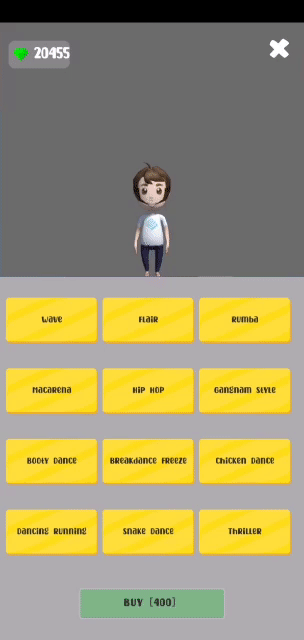 20455
Wave
Flair
Rumba
Macarena
Hip Hop
Gangnam Style
Booty Dance
Breakdance Freeze
Chicken Dance
Dancing Running
Snake Dance
Thriller
BUY [400]